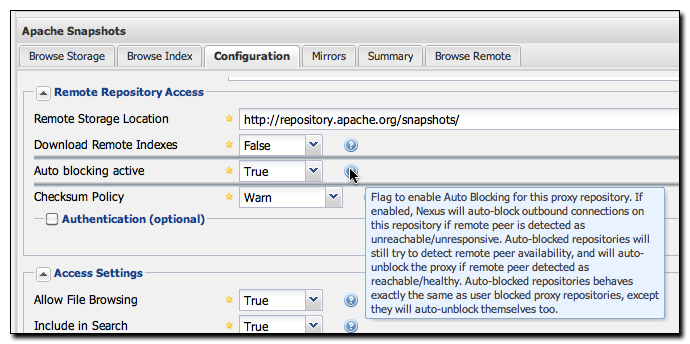 Apache Snapshots
Browse Storage Browse Index Configuration Mirrors Summary Browse Remote
Remote Repository Access
Remote Storage Location http://repository.apache.org/snapshots/
Download Remote Indexes False
Auto blocking active True
Checksum Policy Warn
Authentication (optional)
Flag to enable Auto Blocking for this proxy repository. If
enabled, Nexus will auto-block outbound connections on
this repository if remote peer is detected as
unreachable/unresponsive. Auto-blocked repositories will
still try to detect remote peer availability, and will auto-
unblock the proxy if remote peer detected as
reachable/healthy. Auto-blocked repositories behaves
exactly the same as user blocked proxy repositories, except
they will auto-unblock themselves too.
Access Settings
Allow File Browsing True
Include in Search True